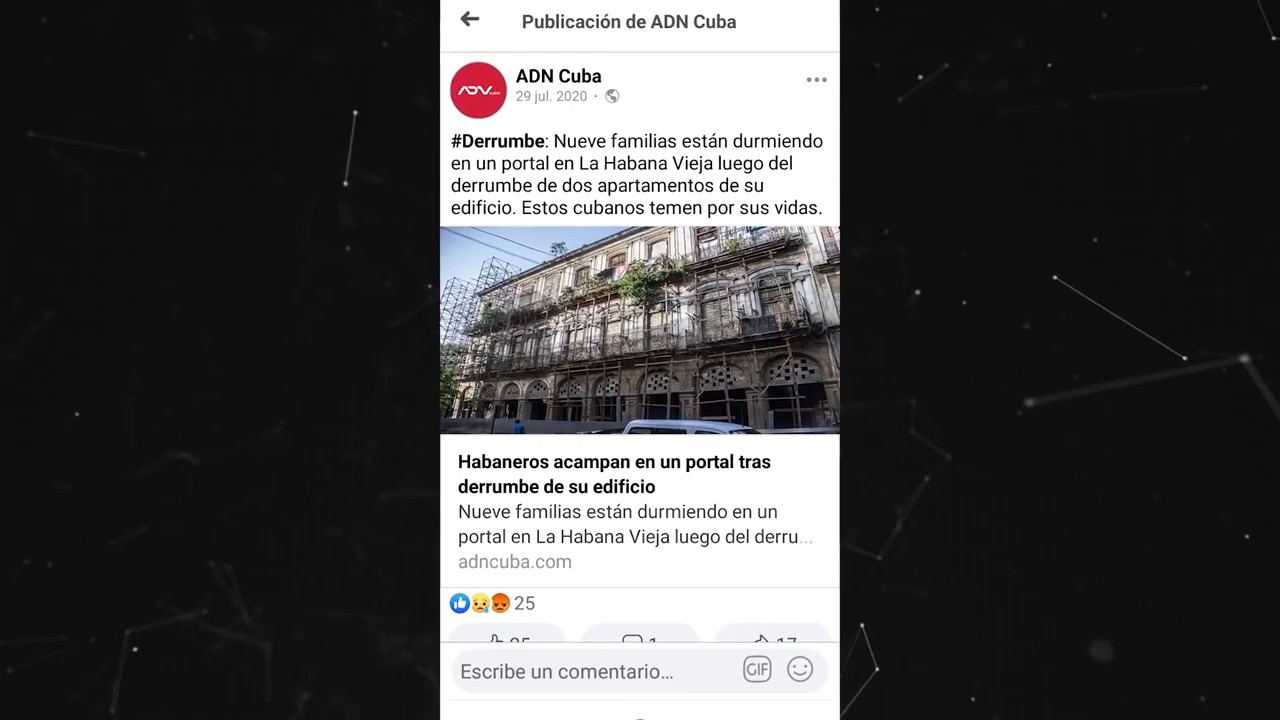 Publicación de ADN Cuba
ADN Cuba
29 jul. 2020 ·
#Derrumbe: Nueve familias están durmiendo
en un portal en La Habana Vieja luego del
derrumbe de dos apartamentos de su
edificio. Estos cubanos temen por sus vidas.
Habaneros acampan en un portal tras
derrumbe de su edificio
Nueve familias están durmiendo en un
portal en La Habana Vieja luego del derru...
adncuba.com
25
25 1 17
Escribe un comentario...
GIF